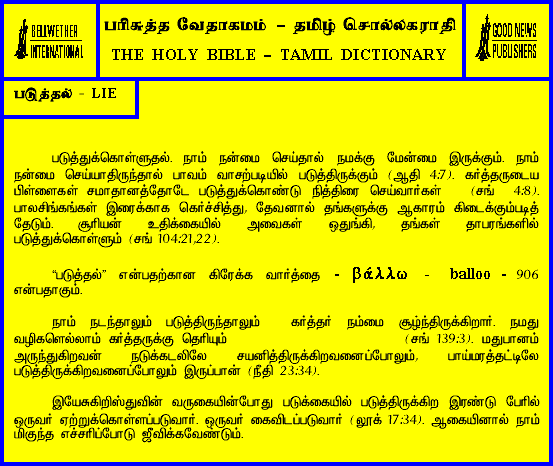 BELLWETHER
INTERNATIONAL
பரிசுத்த வேதாகமம் – தமிழ் சொல்லகராதி
THE HOLY BIBLE – TAMIL DICTIONARY
GOOD NEWS
PUBLISHERS
படுத்தல் - LIE
படுத்துக்கொள்ளுதல். நாம் நன்மை செய்தால் நமக்கு மேன்மை இருக்கும். நாம்
நன்மை செய்யாதிருந்தால் பாவம் வாசற்படியில் படுத்திருக்கும் (ஆதி 4:7). கர்த்தருடைய
பிள்ளைகள் சமாதானத்தோடே படுத்துக்கொண்டு நித்திரை செய்வார்கள் (சங் 4:8).
பாலசிங்கங்கள் இரைக்காக கெர்ச்சித்து, தேவனால் தங்களுக்கு ஆகாரம் கிடைக்கும்படித்
தேடும். சூரியன் உதிக்கையில் அவைகள் ஒதுங்கி, தங்கள் தாபரங்களில்
படுத்துக்கொள்ளும் (சங் 104:21,22).
“படுத்தல்” என்பதற்கான கிரேக்க வார்த்தை - βάλλω - balloo - 906
என்பதாகும்.
நாம் நடந்தாலும் படுத்திருந்தாலும் கர்த்தர் நம்மை சூழ்ந்திருக்கிறார். நமது
வழிகளெல்லாம் கர்த்தருக்கு தெரியும் (சங் 139:3). மதுபானம்
அருந்துகிறவன் நடுக்கடலிலே சயனித்திருக்கிறவனைப்போலும், பாய்மரத்தட்டிலே
படுத்திருக்கிறவனைப்போலும் இருப்பான் (நீதி 23:34).
இயேசுகிறிஸ்துவின் வருகையின்போது படுக்கையில் படுத்திருக்கிற இரண்டு பேரில்
ஒருவர் ஏற்றுக்கொள்ளப்படுவார். ஒருவர் கைவிடப்படுவார் (லூக் 17:34). ஆகையினால் நாம்
மிகுந்த எச்சரிப்போடு ஜீவிக்கவேண்டும்.